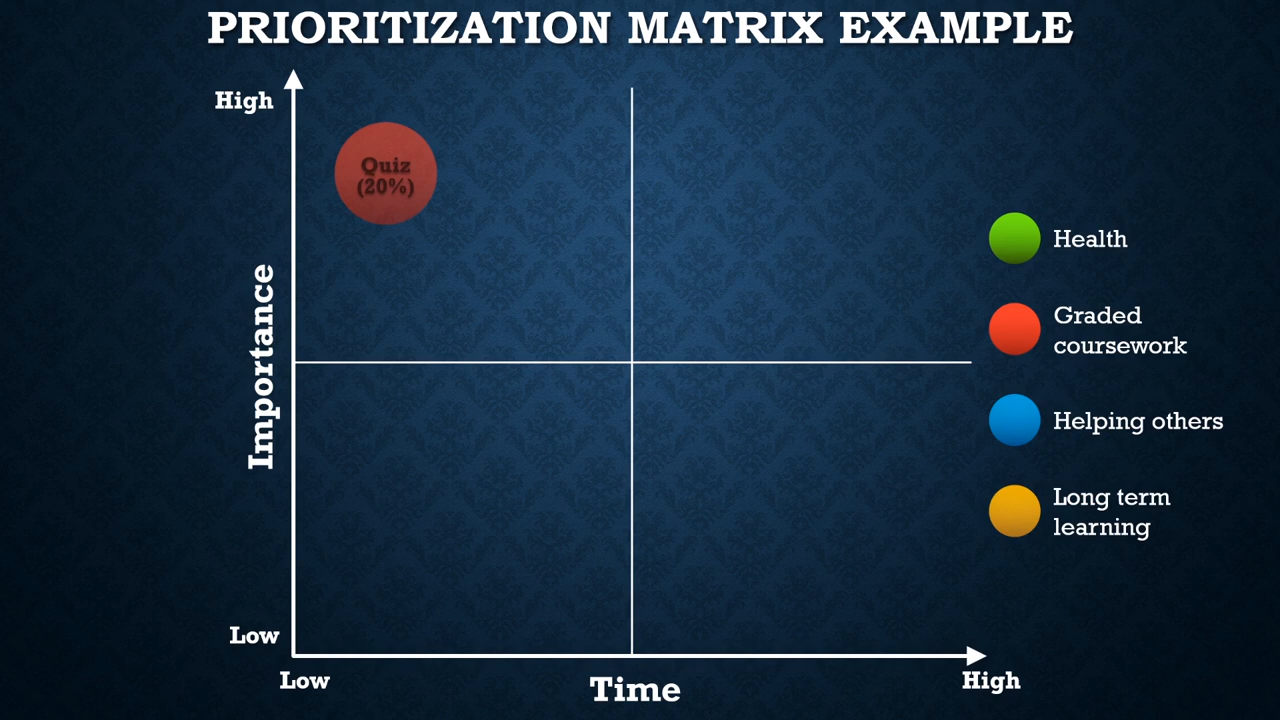 PRIORITIZATION MATRIX EXAMPLE
High
Quiz
(20%)
Importance
Low
Low
Time
High
Health
Graded
coursework
Helping others
Long term
learning